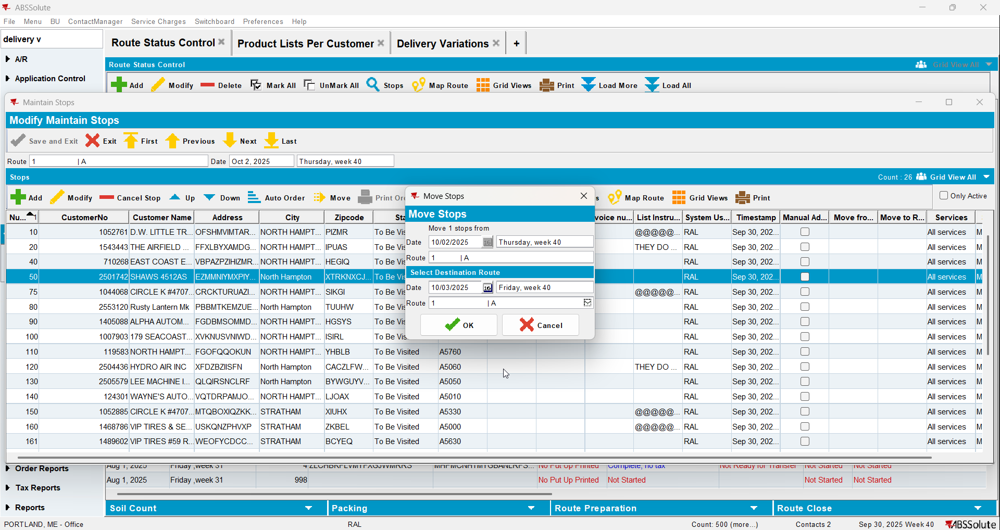 ABSSolute
File Menu BU ContactManager Service Charges Switchboard Preferences Help
delivery v
Route Status Control Product Lists Per Customer Delivery Variations +
A/R
Application Control
Route Status Control Grid View All
Add Modify Delete Mark All UnMark All Stops Map Route Grid Views Print Load More Load All
Maintain Stops
Modify Maintain Stops
Save and Exit Exit First Previous Next Last
Route 1 | A Date Oct 2, 2025 Thursday, week 40
Stops Count : 26 Grid View All
Add Modify Cancel Stop Up Down Auto Order Move Print Or s Map Route Grid Views Print Only Active
Nu... 1 CustomerNo Customer Name Address City Zipcode Sta voice nu... List Instru... System Us... Timestamp Manual Ad... Move fro... Move to R... Services
10 1052761 D.W. LITTLE TR... OFSHMVIMTAR... NORTH HAMPT... PIZMR To Be Vis @@@@@... RAL Sep 30, 202... All services M
20 1543443 THE AIRFIELD ... FFXLBYXAMDG... NORTH HAMPT... IPUAS To Be Vis THEY DO ... RAL Sep 30, 202... All services M
40 710268 EAST COAST E... VBPAZPZIHIZMR... NORTH HAMPT... HEGIQ To Be Vis RAL Sep 30, 202... All services M
50 2501742 SHAWS 4512AS EZMMNIYMXPIY... North Hampton XTRKNXCJ... To Be Vis RAL Sep 30, 202... All services M
75 1044068 CIRCLE K #4707... CRCKTURUAZI... NORTH HAMPT... SIKGI To Be Vis @@@@@... RAL Sep 30, 202... All services M
80 2553120 Rusty Lantern Mk PBBMTKEMZUE... North Hampton TUUHW To Be Vis RAL Sep 30, 202... All services M
90 1405088 ALPHA AUTOM... FGDBMSOMMD... NORTH HAMPT... HGSYS To Be Vis RAL Sep 30, 202... All services M
100 1007903 179 SEACOAST... XVKNUSVNIWD... NORTH HAMPT... ISIRL To Be Vis RAL Sep 30, 202... All services M
110 119583 NORTH HAMPT... FGOFQQOKUN NORTH HAMPT... YHBLB To Be Visited A5760 RAL Sep 30, 202... All services M
120 2504436 HYDRO AIR INC XFDZBZIISFN North Hampton CACZLFW... To Be Visited A5060 THEY DO ... RAL Sep 30, 202... All services M
130 2505579 LEE MACHINE I... QLQIRSNCLRF North Hampton BYWGUYV... To Be Visited A5050 RAL Sep 30, 202... All services M
140 124301 WAYNE'S AUTO... VQTDRPAMJO... NORTH HAMPT... LJOAX To Be Visited A5010 RAL Sep 30, 202... All services M
150 1052885 CIRCLE K #4707... MTQBOXIQZKK... STRATHAM XIUHX To Be Visited A5330 @@@@@... RAL Sep 30, 202... All services M
160 1468786 VIP TIRES & SE... USKQNZPHVXP STRATHAM ZKBEL To Be Visited A5000 @@@@@... RAL Sep 30, 202... All services M
161 1489602 VIP TIRES #59 R... WEOFYCDCC... STRATHAM BCYEQ To Be Visited A5630 RAL Sep 30, 202... All services M
Move Stops
Move Stops
Move 1 stops from
Date 10/02/2025 16 Thursday, week 40
Route 1 | A
Select Destination Route
Date 10/03/2025 16 Friday, week 40
Route 1 | A
OK Cancel
Order Reports
Tax Reports
Reports
Aug 1, 2025 Friday ,week 31 No Put Up Printed Complete, no tax Not Ready for Transfer Not Started Not Started
Aug 1, 2025 Friday ,week 31 998 No Put Up Printed Not Started Not Started Not Started
Soil Count Packing Route Preparation Route Close
PORTLAND, ME - Office RAL Count: 500 (more...) Contacts 2 Sep 30, 2025 Week 40 ABSSolute